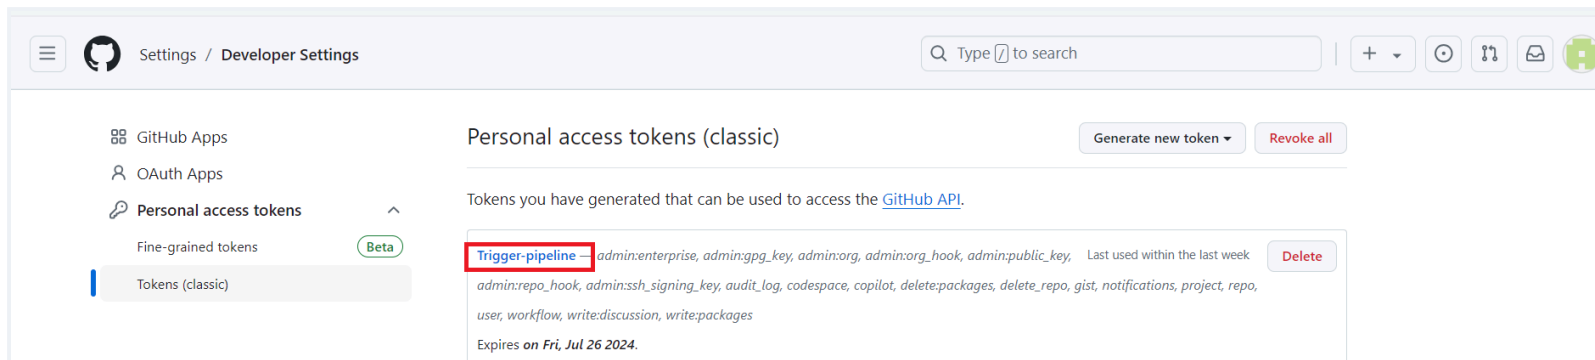 Settings / Developer Settings
Type / to search
GitHub Apps
OAuth Apps
Personal access tokens
Fine-grained tokens Beta
Tokens (classic)
Personal access tokens (classic)
Generate new token
Revoke all
Tokens you have generated that can be used to access the GitHub API.
Trigger-pipeline — admin:enterprise, admin:gpg_key, admin:org, admin:org_hook, admin:public_key,
Last used within the last week
Delete
admin:repo_hook, admin:ssh_signing_key, audit_log, codespace, copilot, delete:packages, delete_repo, gist, notifications, project, repo,
user, workflow, write:discussion, write:packages
Expires on Fri, Jul 26 2024.